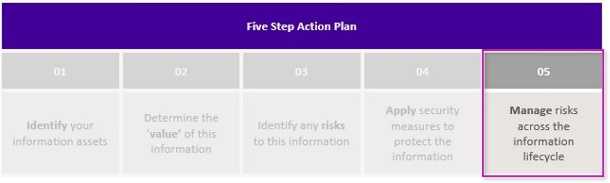 Five Step Action Plan
01
02
03
04
05
Identify your
information assets
Determine the
'value' of this
information
Identify any risks
to this information
Apply security
measures to
protect the
information
Manage risks
across the
information
lifecycle